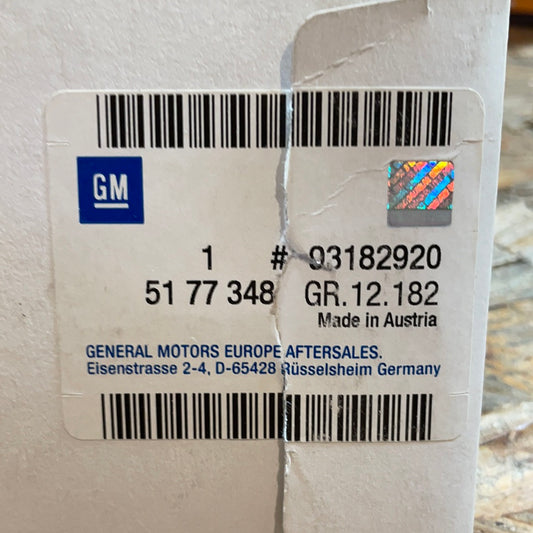 GM
1 # 93182920
51 77 348 GR.12.182
Made in Austria
GENERAL MOTORS EUROPE AFTERSALES.
Eisenstrasse 2-4, D-65428 Rüsselsheim Germany